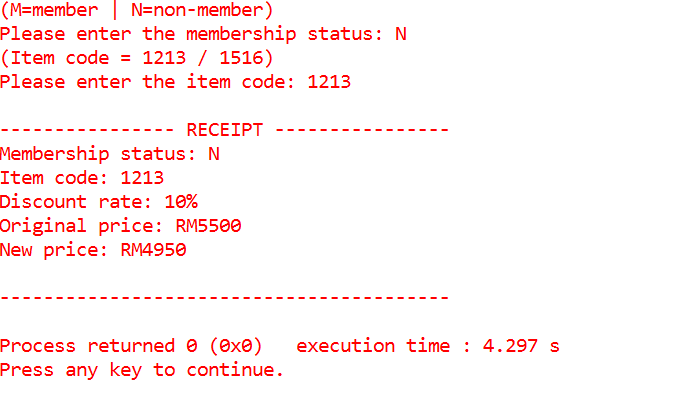 (M=member | N=non-member)
Please enter the membership status: N
(Item code = 1213 / 1516)
Please enter the item code: 1213
---------------- RECEIPT ----------------
Membership status: N
Item code: 1213
Discount rate: 10%
Original price: RM5500
New price: RM4950
-----------------------------------------
Process returned 0 (0x0)   execution time : 4.297 s
Press any key to continue.